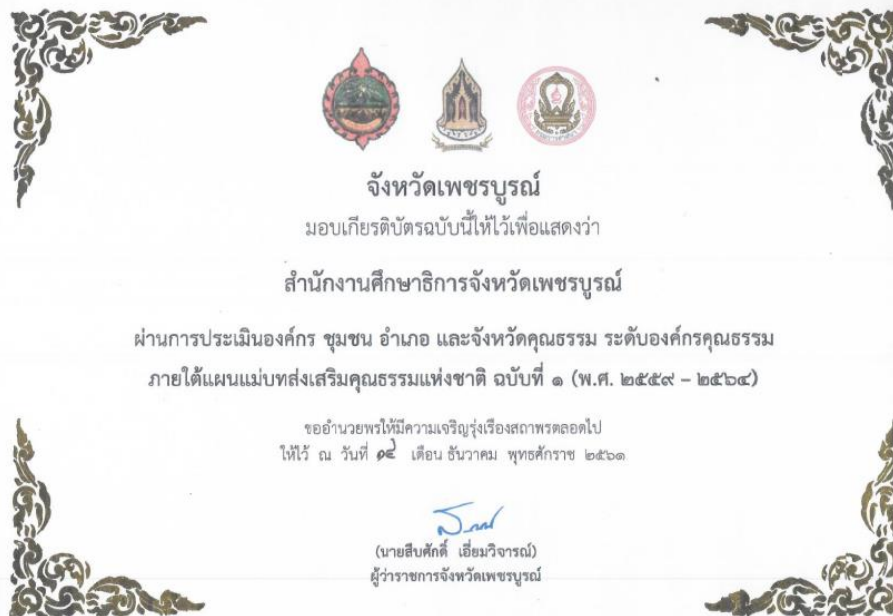 จังหวัดเพชรบูรณ์
มอบเกียรติบัตรฉบับนี้ให้ไว้เพื่อแสดงว่า
สำนักงานศึกษาธิการจังหวัดเพชรบูรณ์
ผ่านการประเมินองค์กร ชุมชน อำเภอ และจังหวัดคุณธรรม ระดับองค์กรคุณธรรม
ภายใต้แผนแม่บทส่งเสริมคุณธรรมแห่งชาติ ฉบับที่ ๑ (พ.ศ. ๒๕๕๙ – ๒๕๖๔)
ขออำนวยพรให้มีความเจริญรุ่งเรืองสถาพรตลอดไป
ให้ไว้ ณ วันที่ เดือน ธันวาคม พุทธศักราช ๒๕๖๑
(นายสืบศักดิ์ เอี่ยมวิจารณ์)
ผู้ว่าราชการจังหวัดเพชรบูรณ์